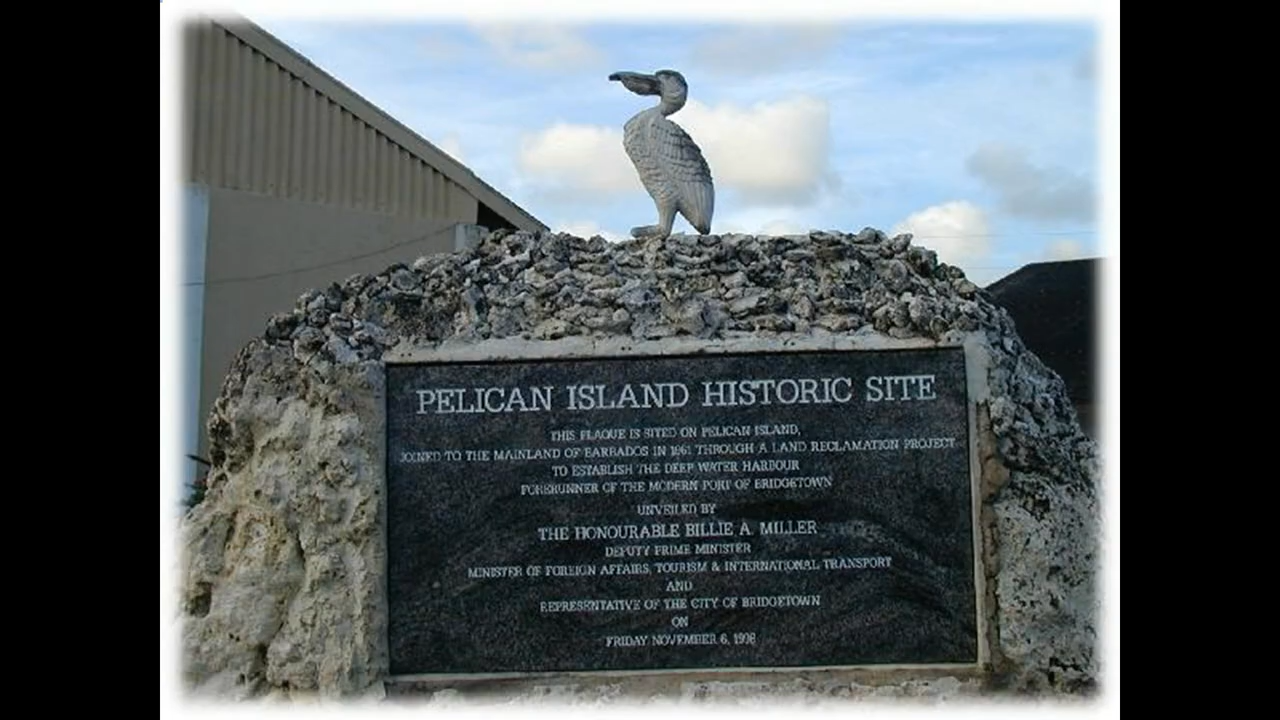 PELICAN ISLAND HISTORIC SITE
THIS PLAQUE IS SITED ON PELICAN ISLAND,
JOINED TO THE MAINLAND OF BARBADOS IN 1961 THROUGH A LAND RECLAMATION PROJECT
TO ESTABLISH THE DEEP WATER HARBOUR
FORERUNNER OF THE MODERN PORT OF BRIDGETOWN
UNVEILED BY
THE HONOURABLE BILLIE A. MILLER
DEPUTY PRIME MINISTER
MINISTER OF FOREIGN AFFAIRS, TOURISM & INTERNATIONAL TRANSPORT
AND
REPRESENTATIVE OF THE CITY OF BRIDGETOWN
ON
FRIDAY NOVEMBER 6, 1998